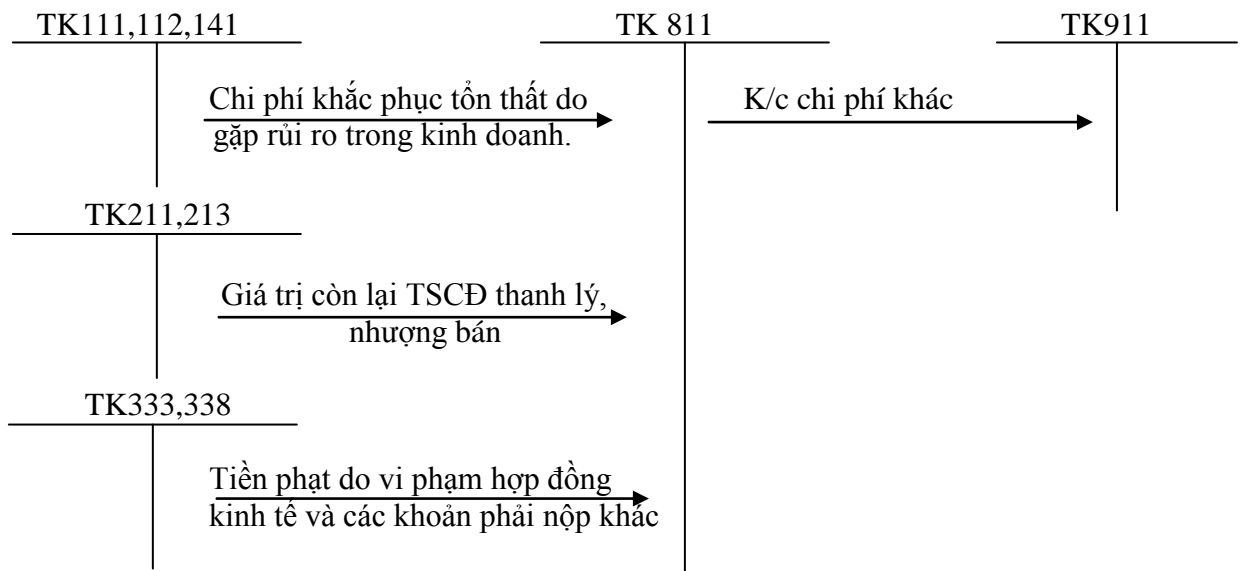 TK111,112,141
TK 811
TK911
Chi phí khắc phục tổn thất do
gặp rủi ro trong kinh doanh.
K/c chi phí khác
TK211,213
Giá trị còn lại TSCĐ thanh lý,
nhượng bán
TK333,338
Tiền phạt do vi phạm hợp đồng
kinh tế và các khoản phải nộp khác